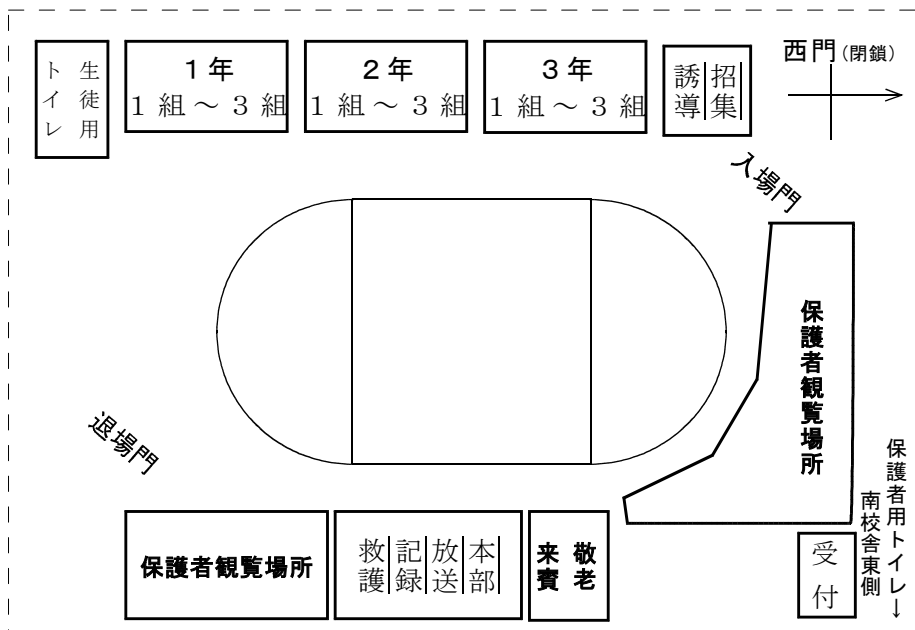 生徒用
トイレ
1年
1組～3組
2年
1組～3組
3年
1組～3組
招集
誘導
西門(閉鎖)
入場門
保護者観覧場所
退場門
保護者観覧場所
本部
放送
記録
救護
敬老
来賓
受付
保護者用トイレ↓
南校舎東側